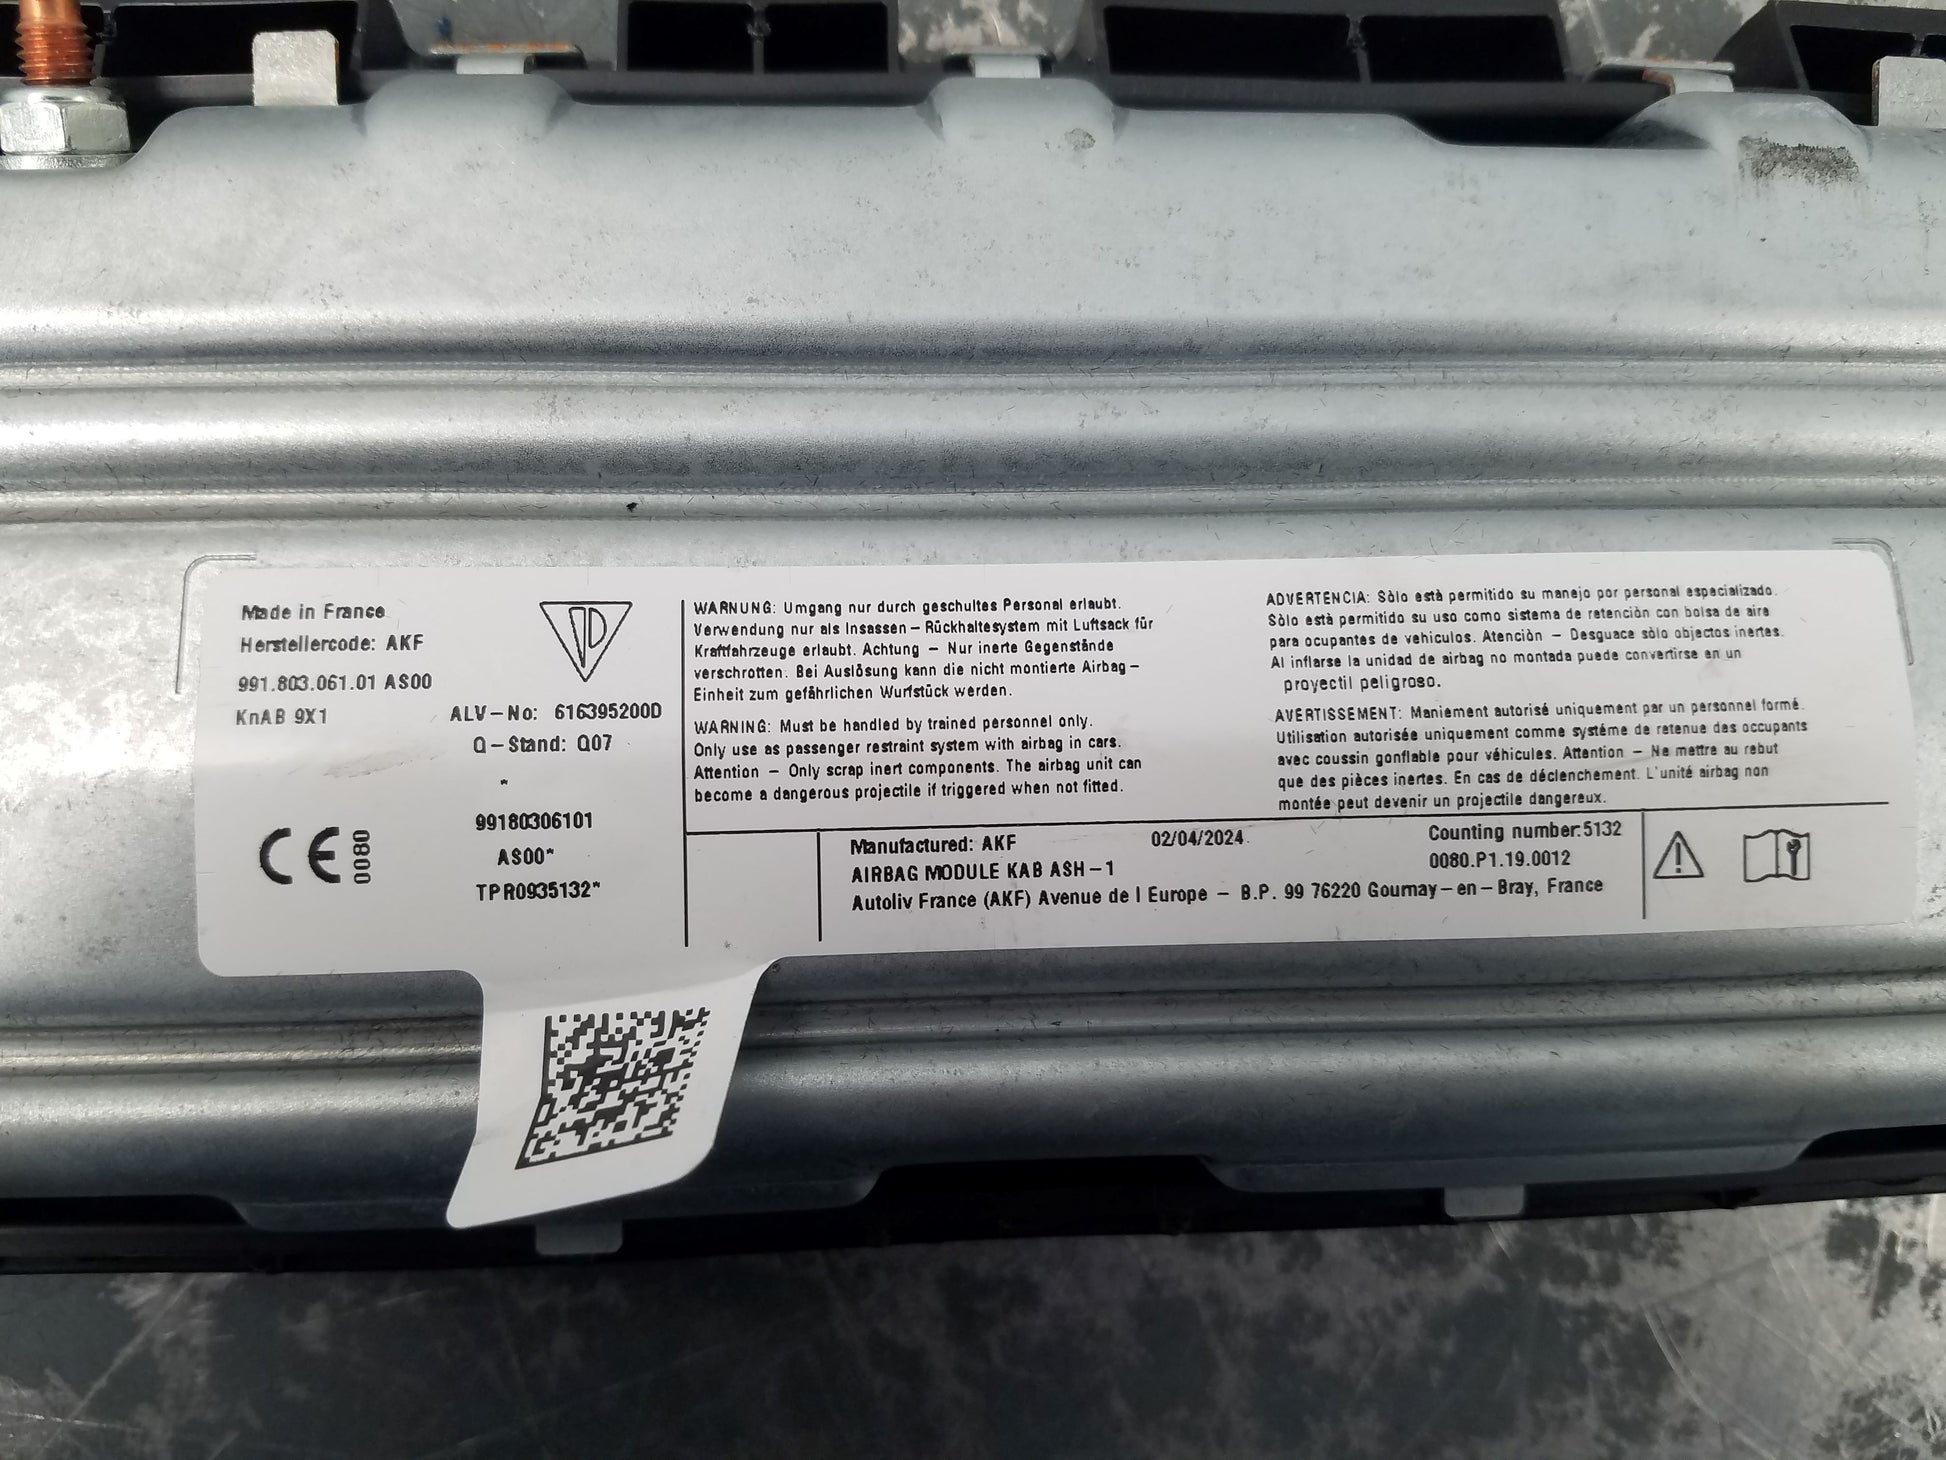 Made in France
Herstellercode: AKF
991.803.061.01 AS00
KnAB 9X1
ALV-No: 616395200D
Q-Stand: Q07
*
99180306101
AS00*
TPR0935132*
CE 0080
WARNUNG: Umgang nur durch geschultes Personal erlaubt.
Verwendung nur als Insassen-Rückhaltesystem mit Luftsack für
Kraftfahrzeuge erlaubt. Achtung - Nur inerte Gegenstände
verschrotten. Bei Auslösung kann die nicht montierte Airbag-
Einheit zum gefährlichen Wurfstück werden.
WARNING: Must be handled by trained personnel only.
Only use as passenger restraint system with airbag in cars.
Attention - Only scrap inert components. The airbag unit can
become a dangerous projectile if triggered when not fitted.
ADVERTENCIA: Sòlo està permitido su manejo por personal especializado.
Sòlo està permitido su uso como sistema de retenciòn con bolsa de aire
para ocupantes de vehiculos. Atenciòn - Desguace sòlo objectos inertes.
Al inflarse la unidad de airbag no montada puede convertirse en un
proyectil peligroso.
AVERTISSEMENT: Maniement autorisé uniquement par un personnel formé.
Utilisation autorisée uniquement comme systéme de retenue des occupants
avec coussin gonflable pour véhicules. Attention - Ne mettre au rebut
que des pièces inertes. En cas de déclenchement. L'unité airbag non
montée peut devenir un projectile dangereux.
Manufactured: AKF 02/04/2024 Counting number:5132
AIRBAG MODULE KAB ASH-1 0080.P1.19.0012
Autoliv France (AKF) Avenue de l Europe - B.P. 99 76220 Gournay-en-Bray, France